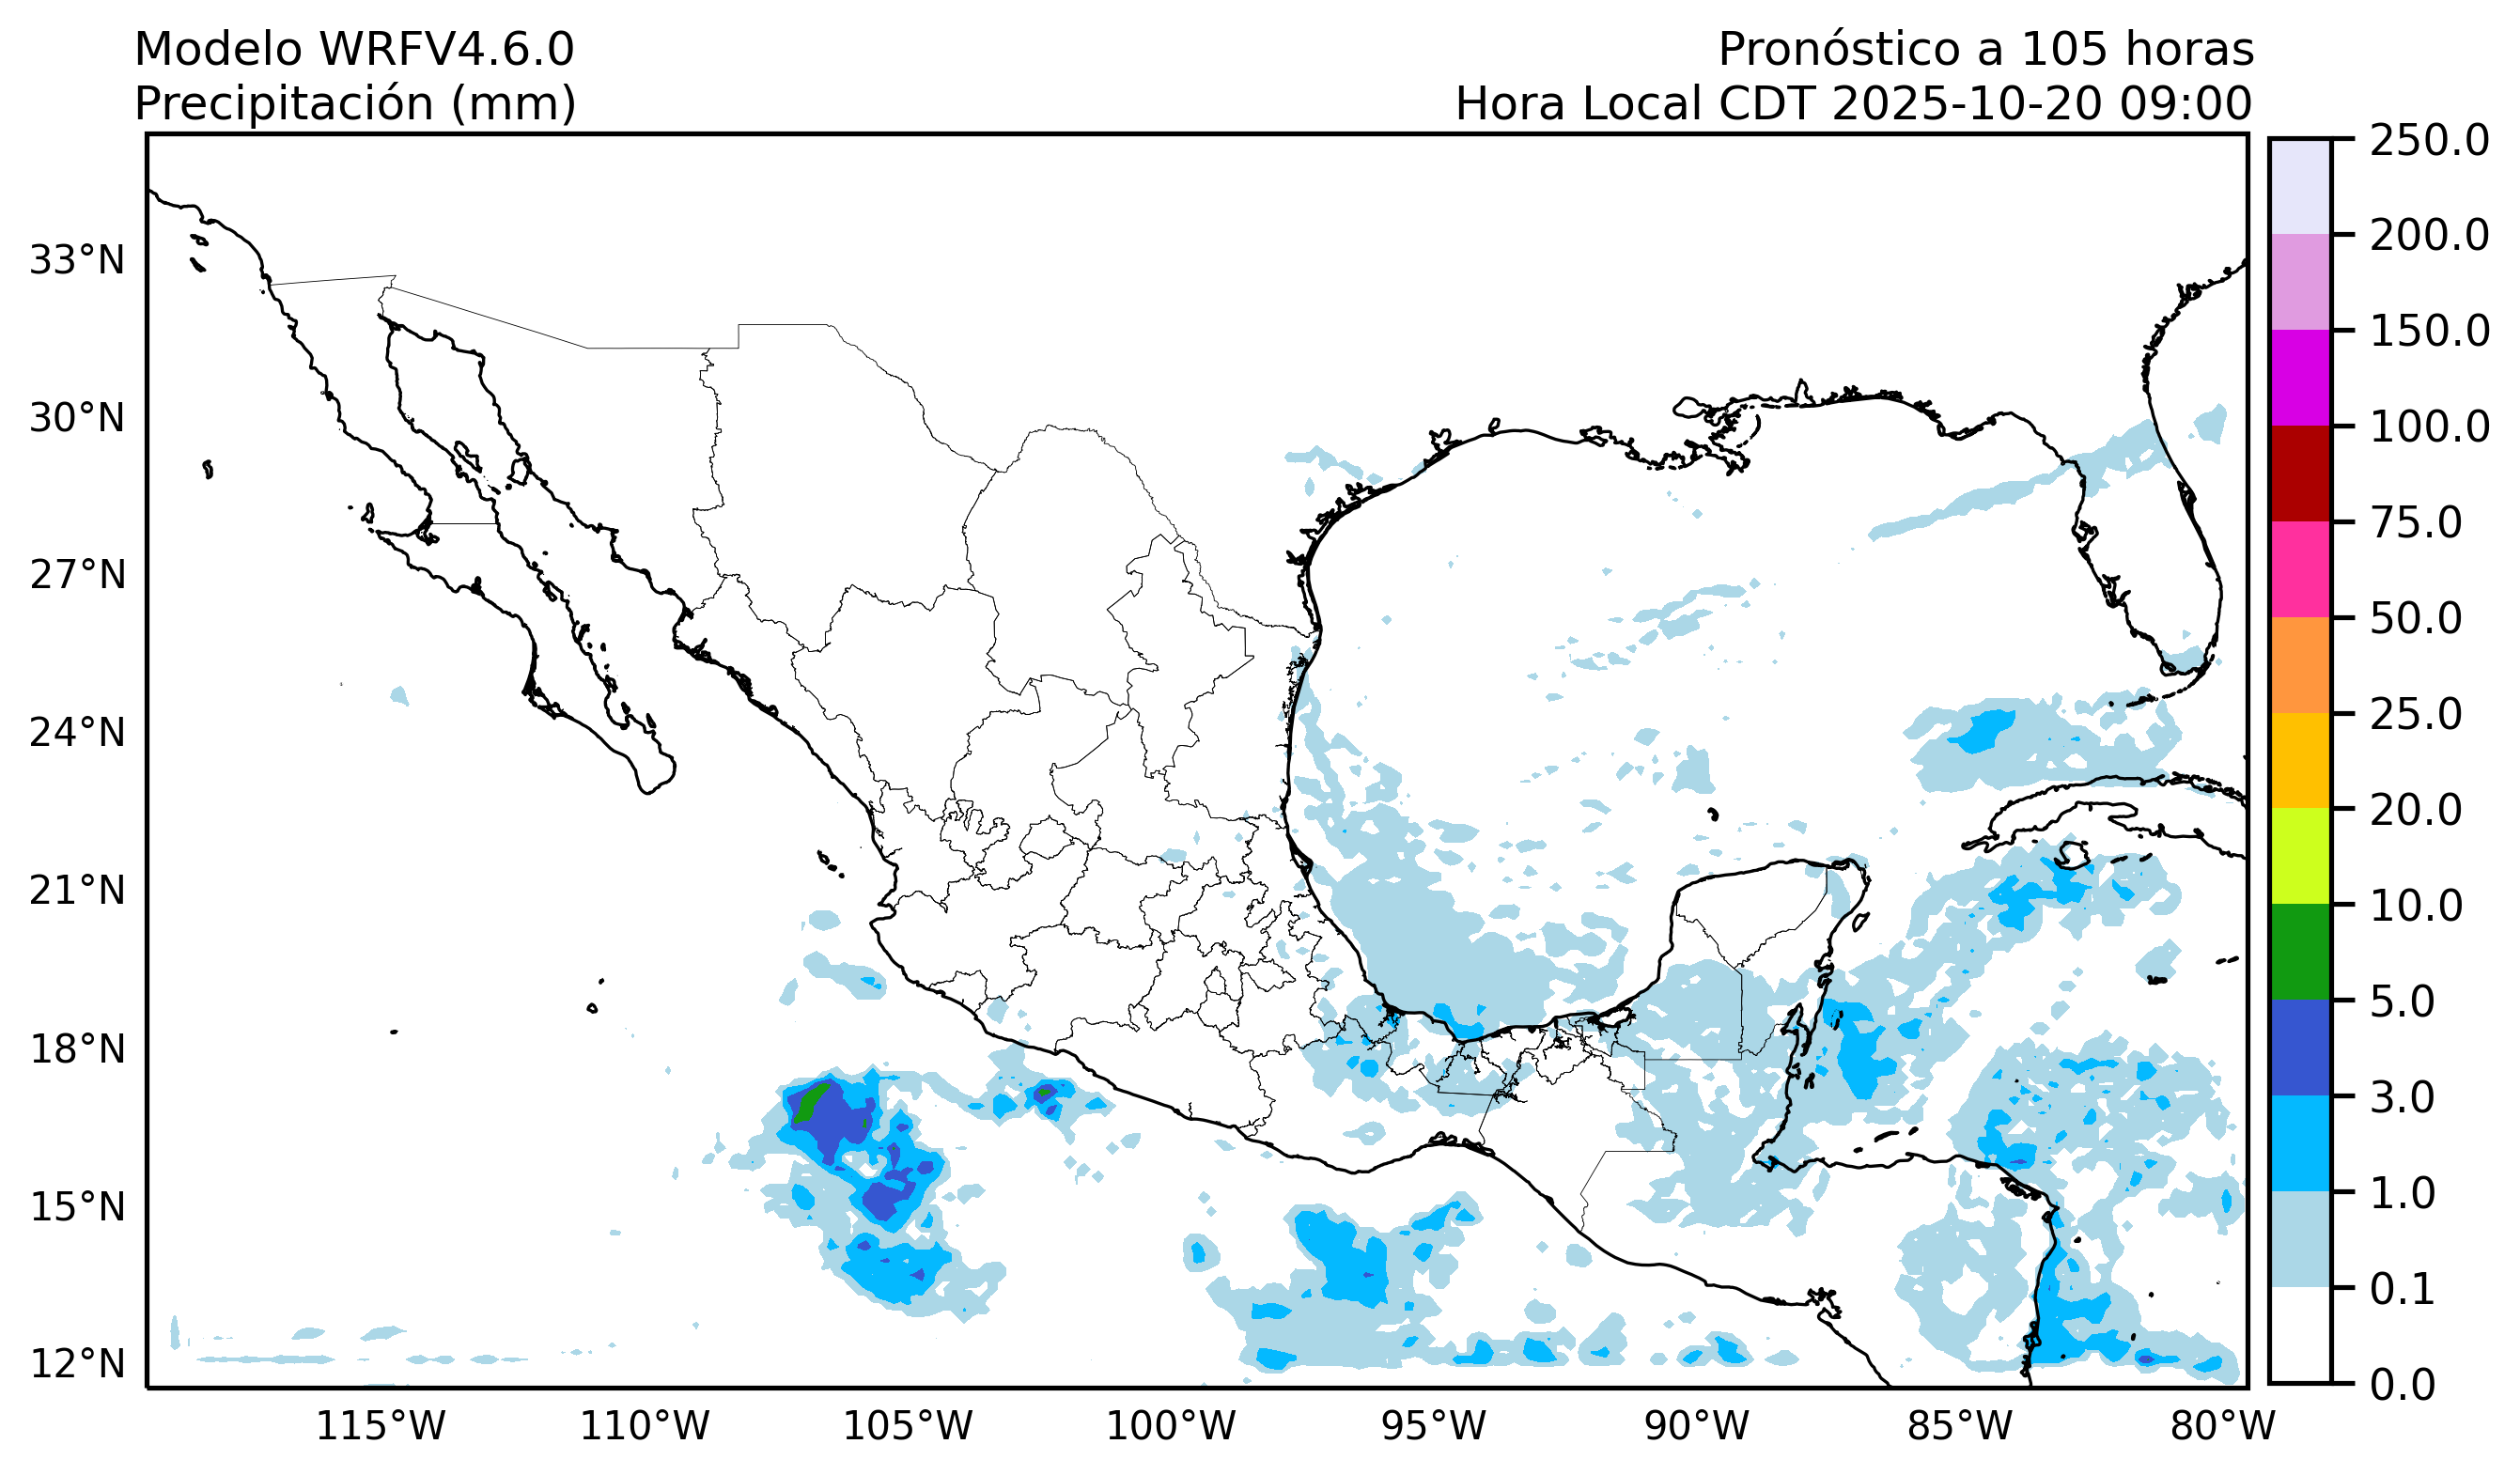 Modelo WRFV4.6.0
Precipitación (mm)
Pronóstico a 105 horas
Hora Local CDT 2025-10-20 09:00
33°N
30°N
27°N
24°N
21°N
18°N
15°N
12°N
115°W
110°W
105°W
100°W
95°W
90°W
85°W
80°W
250.0
200.0
150.0
100.0
75.0
50.0
25.0
20.0
10.0
5.0
3.0
1.0
0.1
0.0